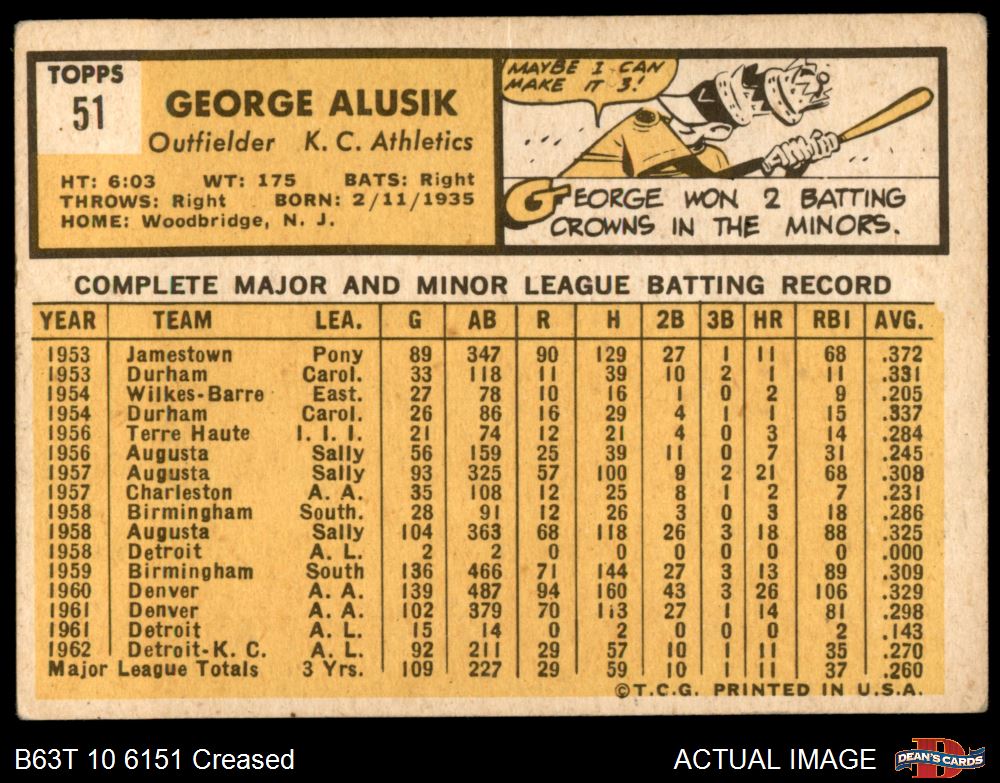 TOPPS
51
GEORGE ALUSIK
Outfielder K. C. Athletics
HT: 6:03 WT: 175 BATS: Right
THROWS: Right BORN: 2/11/1935
HOME: Woodbridge, N. J.
MAYBE I CAN
MAKE IT 3!
GEORGE WON 2 BATTING
CROWNS IN THE MINORS.
COMPLETE MAJOR AND MINOR LEAGUE BATTING RECORD
YEAR TEAM LEA. G AB R H 2B 3B HR RBI AVG.
1953 Jamestown Pony 89 347 90 129 27 1 11 68 .372
1953 Durham Carol. 33 118 11 39 10 2 1 11 .331
1954 Wilkes-Barre East. 27 78 10 16 1 0 2 9 .205
1954 Durham Carol. 26 86 16 29 4 1 1 15 .337
1956 Terre Haute I. I. I. 21 74 12 21 4 0 3 14 .284
1956 Augusta Sally 56 159 25 39 11 0 7 31 .245
1957 Augusta Sally 93 325 57 100 9 2 21 68 .308
1957 Charleston A. A. 35 108 12 25 8 1 2 7 .231
1958 Birmingham South. 28 91 12 26 3 0 3 18 .286
1958 Augusta Sally 104 363 68 118 26 3 18 88 .325
1958 Detroit A. L. 2 2 0 0 0 0 0 0 .000
1959 Birmingham South 136 466 71 144 27 3 13 89 .309
1960 Denver A. A. 139 487 94 160 43 3 26 106 .329
1961 Denver A. A. 102 379 70 113 27 1 14 81 .298
1961 Detroit A. L. 15 14 0 2 0 0 0 2 .143
1962 Detroit-K. C. A. L. 92 211 29 57 10 1 11 35 .270
Major League Totals 3 Yrs. 109 227 29 59 10 1 11 37 .260
©T.C.G. PRINTED IN U.S.A.
B63T 10 6151 Creased
ACTUAL IMAGE
D
DEAN'S CARDS